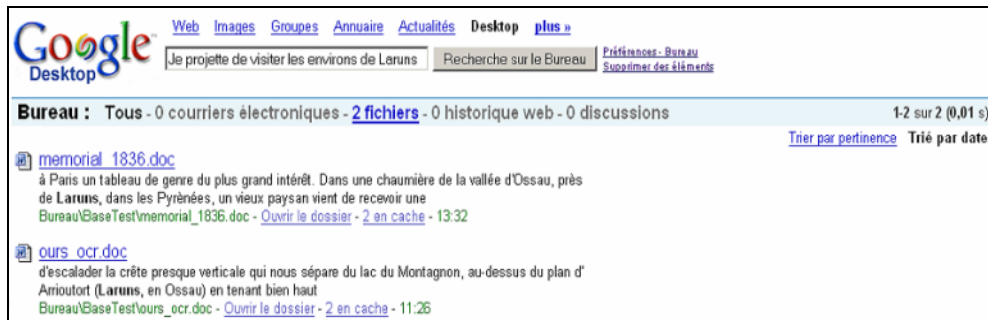 Web Images Groupes Annuaire Actualités Desktop plus »
Google™
Desktop
Je projette de visiter les environs de Laruns Recherche sur le Bureau Préférences - Bureau
Supprimer des éléments
Bureau : Tous - 0 courriers électroniques - 2 fichiers - 0 historique web - 0 discussions 1-2 sur 2 (0,01 s)
Trier par pertinence Trié par date
memorial_1836.doc
à Paris un tableau de genre du plus grand intérêt. Dans une chaumière de la vallée d'Ossau, près
de Laruns, dans les Pyrènées, un vieux paysan vient de recevoir une
Bureau\BaseTest\memorial_1836.doc - Ouvrir le dossier - 2 en cache - 13:32
ours_ocr.doc
d'escalader la crête presque verticale qui nous sépare du lac du Montagnon, au-dessus du plan d'
Arrioutort (Laruns, en Ossau) en tenant bien haut
Bureau\BaseTest\ours_ocr.doc - Ouvrir le dossier - 2 en cache - 11:26